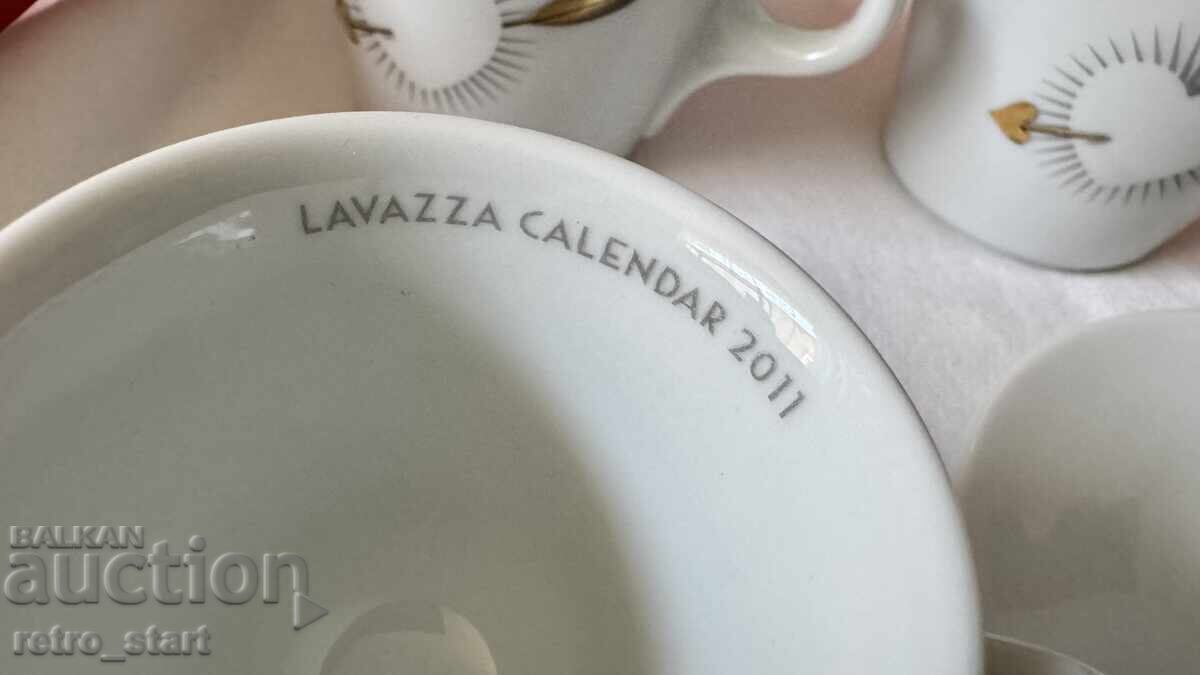 LAVAZZA CALENDAR 2011
BALKAN
auction
retro_start